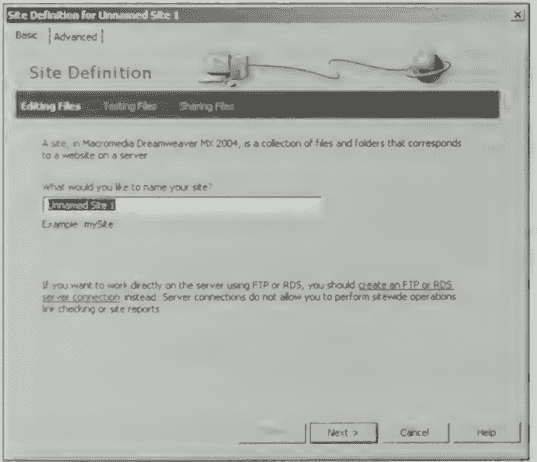 Site Definition for Unnamed Site 1
Basic Advanced
Site Definition
Editing Files Testing Files Sharing Files
A site, in Macromedia Dreamweaver MX 2004, is a collection of files and folders that corresponds
to a website on a server
What would you like to name your site?
Unnamed Site 1
Example: mySite
If you want to work directly on the server using FTP or RDS, you should create an FTP or RDS
server connection instead. Server connections do not allow you to perform sitewide operations
link checking or site reports
Next > Cancel Help